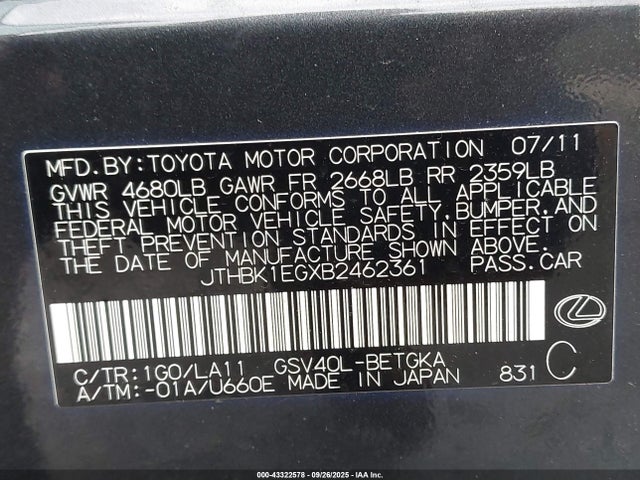 MFD.BY:TOYOTA MOTOR CORPORATION 07/11
GVWR 4680LB GAWR FR 2668LB RR 2359LB
THIS VEHICLE CONFORMS TO ALL APPLICABLE
FEDERAL MOTOR VEHICLE SAFETY,BUMPER,AND
THEFT PREVENTION STANDARDS IN EFFECT ON
THE DATE OF MANUFACTURE SHOWN ABOVE.
JTHBK1EGXB2462361 PASS.CAR
C/TR:1G0/LA11 GSV40L-BETGKA
A/TM:-01A/U660E MADE IN JAPAN 831 C
000-43322578 - 09/26/2025 - IAA Inc.